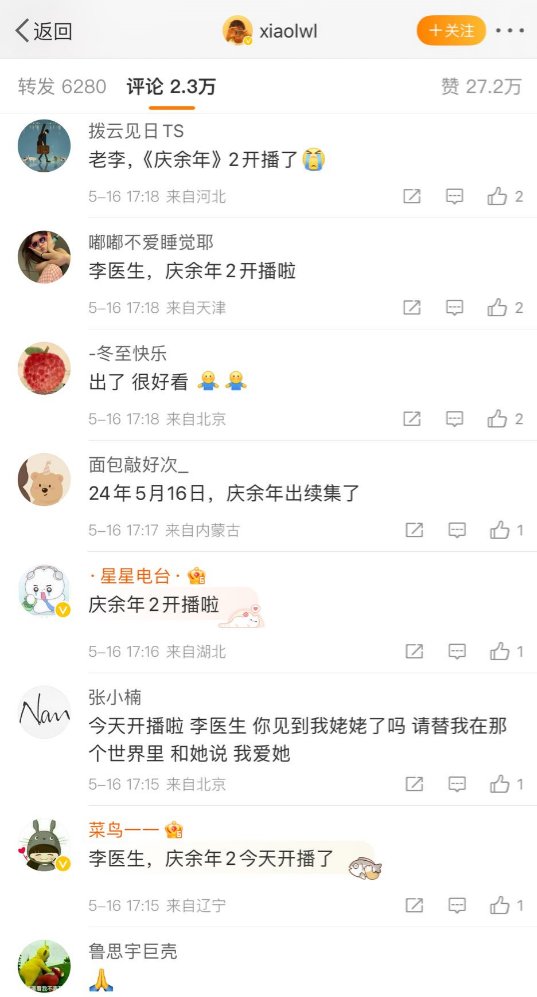 返回
xiaolwl
+关注
转发 6280
评论 2.3万
赞 27.2万
拨云见日TS
老李，《庆余年》2开播了
5-16 17:18 来自河北
2
嘟嘟不爱睡觉耶
李医生，庆余年2开播啦
5-16 17:18 来自天津
2
-冬至快乐
出了 很好看
5-16 17:18 来自北京
2
面包敲好次_
24年5月16日，庆余年出续集了
5-16 17:17 来自内蒙古
1
·星星电台·
庆余年2开播啦
5-16 17:16 来自湖北
1
Nan
张小楠
今天开播啦 李医生 你见到我姥姥了吗 请替我在那
个世界里 和她说 我爱她
5-16 17:15 来自北京
1
菜鸟一一
李医生，庆余年2今天开播了
5-16 17:15 来自辽宁
1
鲁思宇巨壳